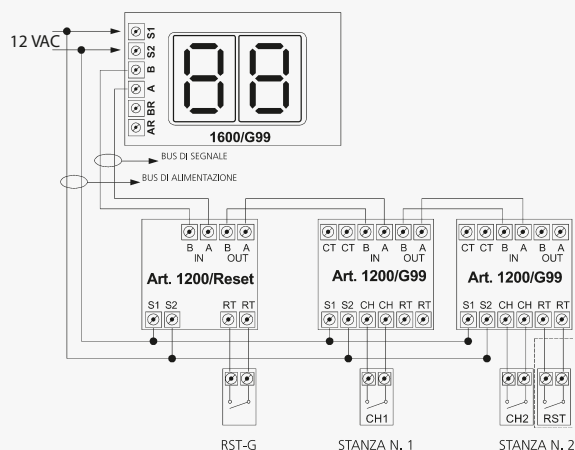 12 VAC
S1
S2
B
A
BR
AR
88
1600/G99
BUS DI SEGNALE
BUS DI ALIMENTAZIONE
B A B A
IN OUT
Art. 1200/Reset
S1 S2 RT RT
CT CT B A B A
IN OUT
Art. 1200/G99
S1 S2 CH CH RT RT
CT CT B A B A
IN OUT
Art. 1200/G99
S1 S2 CH CH RT RT
CH1
CH2
RST
RST-G
STANZA N. 1
STANZA N. 2